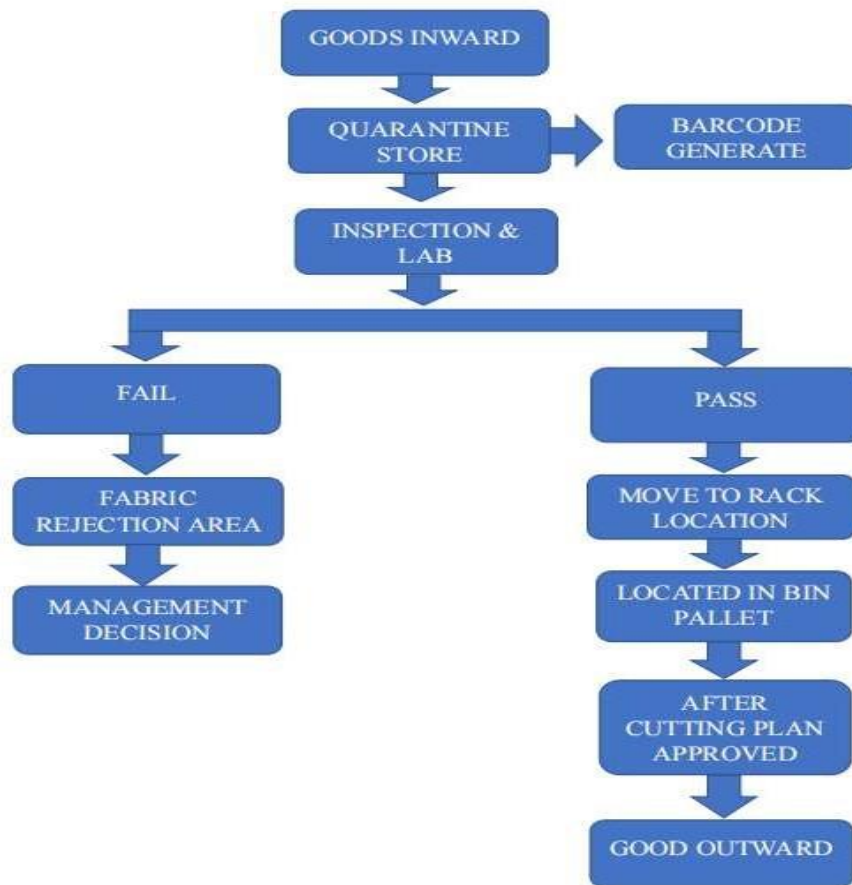 GOODS INWARD
QUARANTINE
STORE
BARCODE
GENERATE
INSPECTION &
LAB
FAIL
FABRIC
REJECTION AREA
MANAGEMENT
DECISION
PASS
MOVE TO RACK
LOCATION
LOCATED IN BIN
PALLET
AFTER
CUTTING PLAN
APPROVED
GOOD OUTWARD